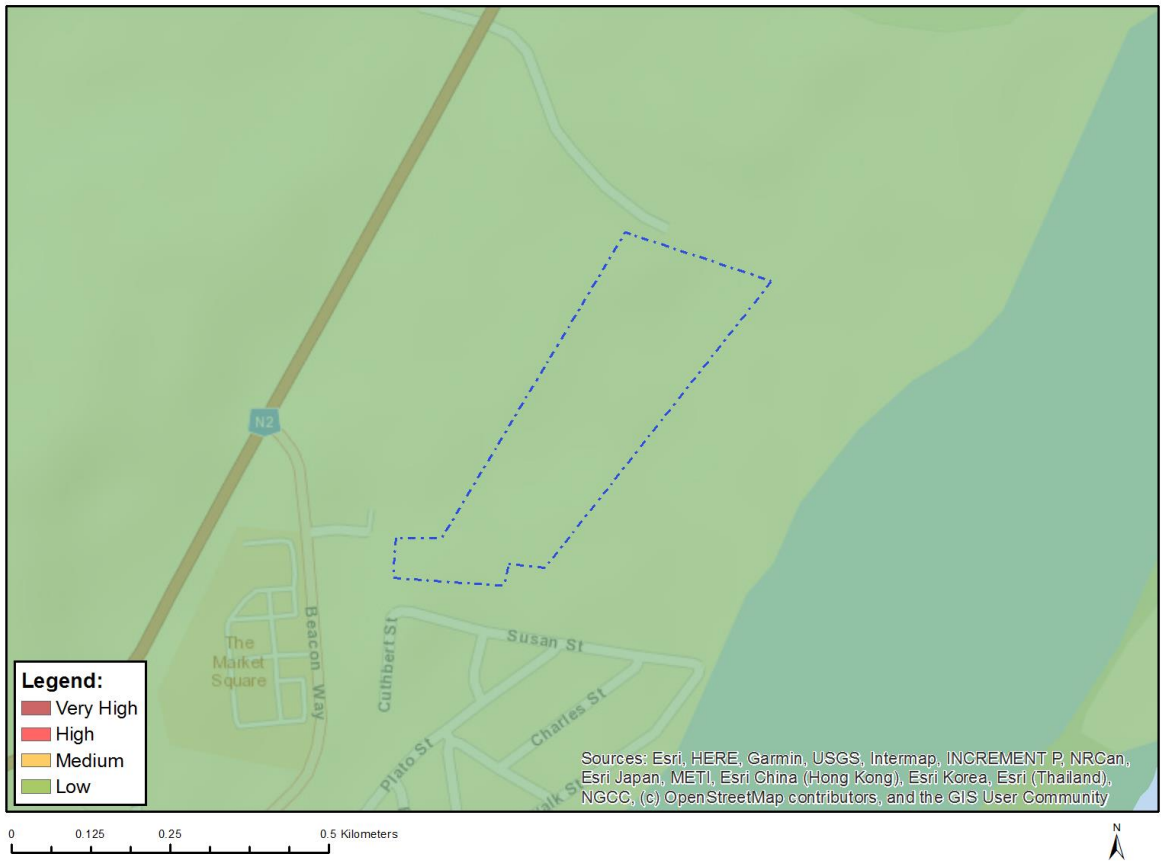 N2
Beacon Way
Cuthbert St
Susan St
The
Market
Square
Charles St
Plato St
Legend:
Very High
High
Medium
Low
Sources: Esri, HERE, Garmin, USGS, Intermap, INCREMENT P, NRCan,
Esri Japan, METI, Esri China (Hong Kong), Esri Korea, Esri (Thailand),
NGCC, (c) OpenStreetMap contributors, and the GIS User Community
0 0.125 0.25 0.5 Kilometers
N